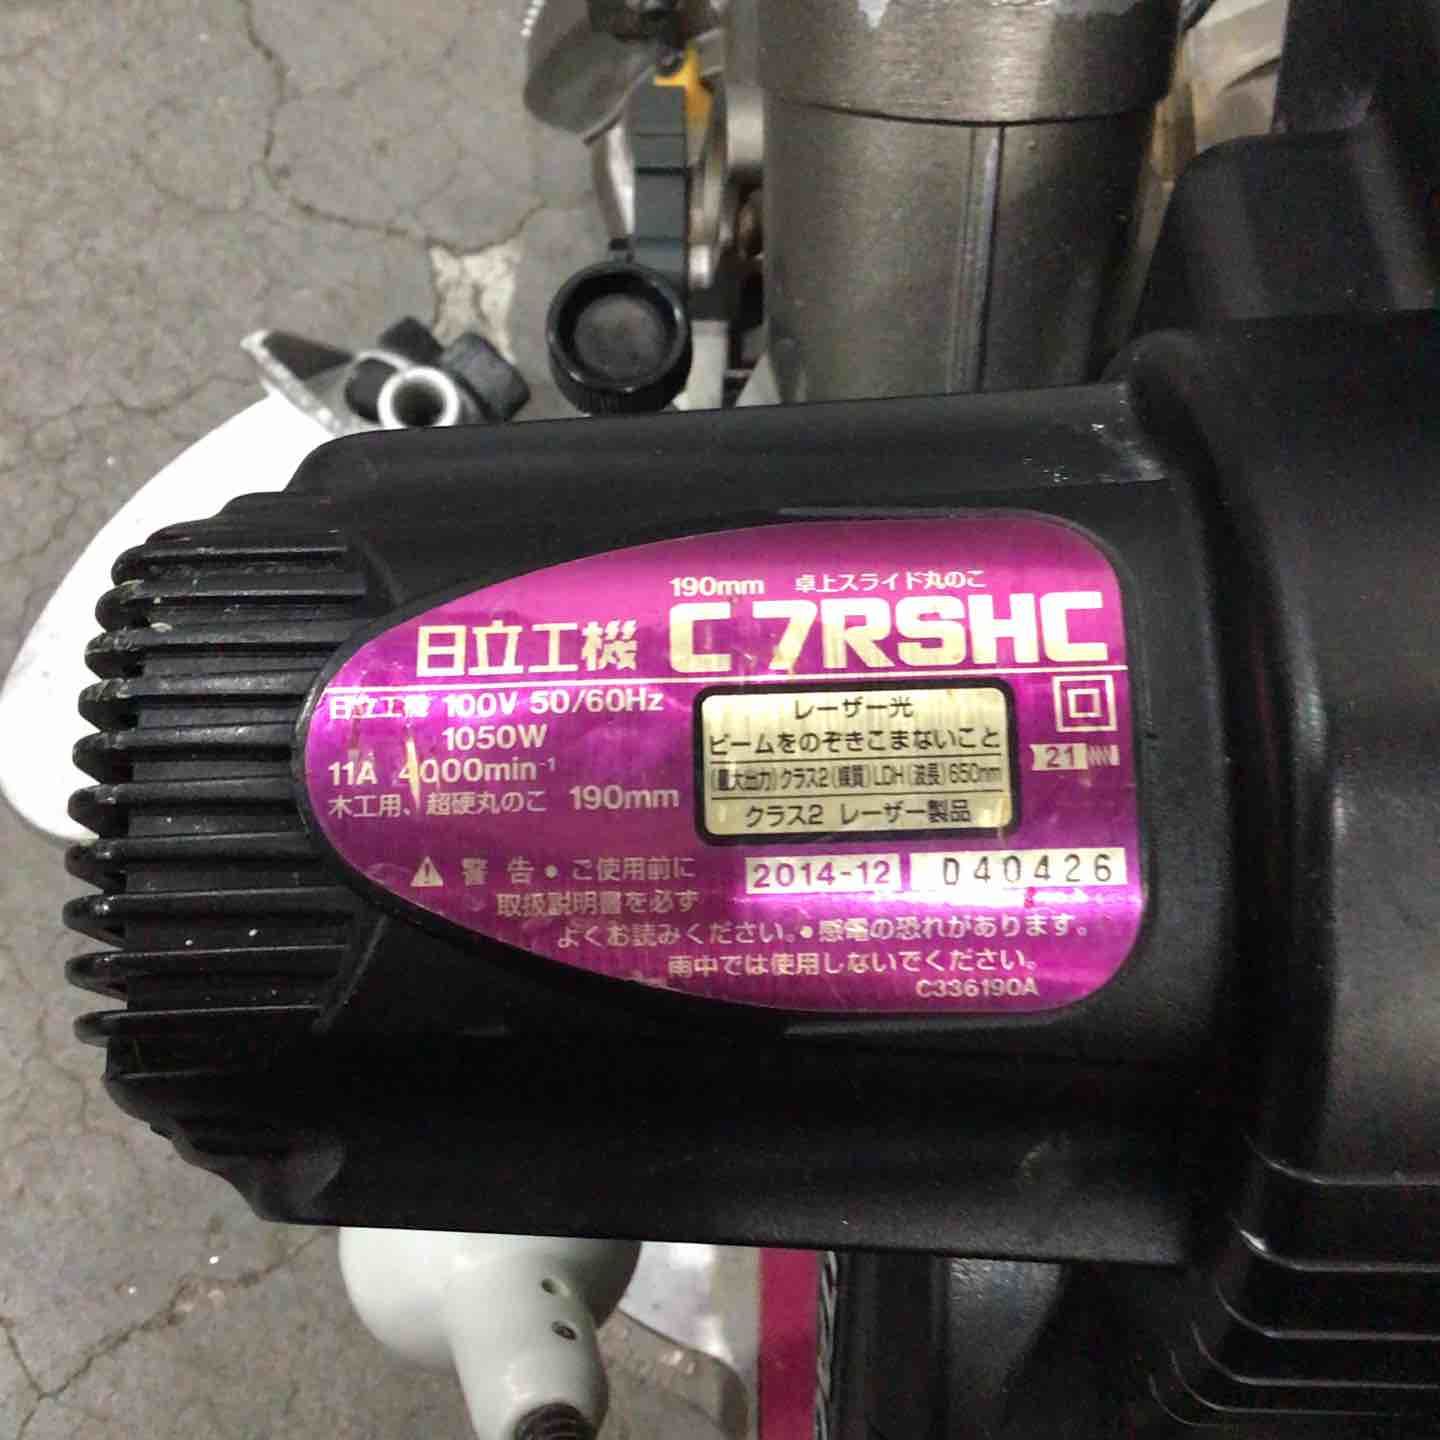 190mm 卓上スライド丸のこ
日立工機 C 7RSHC
日立工機 100V 50/60Hz
1050W
11A 4000min⁻¹
木工用、超硬丸のこ 190mm
レーザー光
ビームをのぞきこまないこと
(最大出力)クラス2(媒質)LDH(波長)650nm
クラス2 レーザー製品
21
警告・ご使用前に
取扱説明書を必ず
よくお読みください。・感電の恐れがあります。
雨中では使用しないでください。
2014-12 D40426
C336190A